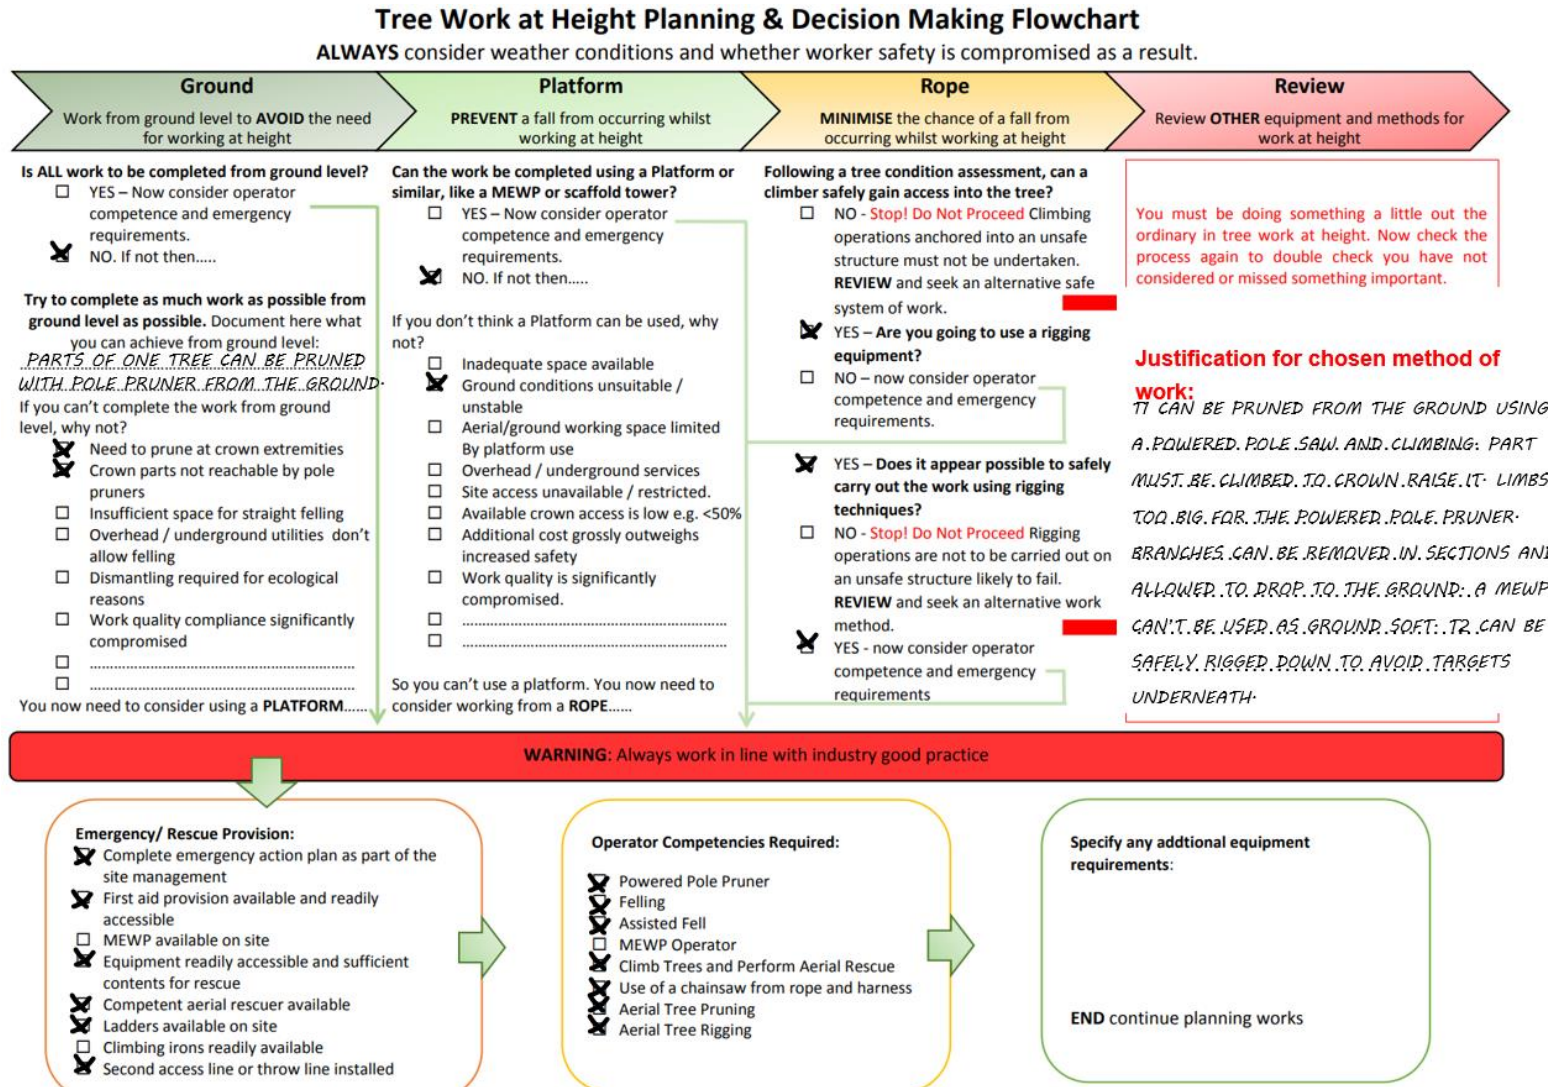 Tree Work at Height Planning & Decision Making Flowchart
ALWAYS consider weather conditions and whether worker safety is compromised as a result.
Ground
Work from ground level to AVOID the need
for working at height
Platform
PREVENT a fall from occurring whilst
working at height
Rope
MINIMISE the chance of a fall from
occurring whilst working at height
Review
Review OTHER equipment and methods for
work at height
Is ALL work to be completed from ground level?
YES – Now consider operator
competence and emergency
requirements.
NO. If not then.....
Try to complete as much work as possible from
ground level as possible. Document here what
you can achieve from ground level:
PARTS OF ONE TREE CAN BE PRUNED
WITH POLE PRUNER FROM THE GROUND.
If you can't complete the work from ground
level, why not?
Need to prune at crown extremities
Crown parts not reachable by pole
pruners
Insufficient space for straight felling
Overhead / underground utilities don't
allow felling
Dismantling required for ecological
reasons
Work quality compliance significantly
compromised
You now need to consider using a PLATFORM......
Can the work be completed using a Platform or
similar, like a MEWP or scaffold tower?
YES – Now consider operator
competence and emergency
requirements.
NO. If not then.....
If you don't think a Platform can be used, why
not?
Inadequate space available
Ground conditions unsuitable /
unstable
Aerial/ground working space limited
By platform use
Overhead / underground services
Site access unavailable / restricted.
Available crown access is low e.g. <50%
Additional cost grossly outweighs
increased safety
Work quality is significantly
compromised.
So you can't use a platform. You now need to
consider working from a ROPE......
Following a tree condition assessment, can a
climber safely gain access into the tree?
NO - Stop! Do Not Proceed Climbing
operations anchored into an unsafe
structure must not be undertaken.
REVIEW and seek an alternative safe
system of work.
YES – Are you going to use a rigging
equipment?
NO – now consider operator
competence and emergency
requirements.
YES – Does it appear possible to safely
carry out the work using rigging
techniques?
NO - Stop! Do Not Proceed Rigging
operations are not to be carried out on
an unsafe structure likely to fail.
REVIEW and seek an alternative work
method.
YES - now consider operator
competence and emergency
requirements
You must be doing something a little out the
ordinary in tree work at height. Now check the
process again to double check you have not
considered or missed something important.
Justification for chosen method of
work:
T1 CAN BE PRUNED FROM THE GROUND USING
A POWERED POLE SAW AND CLIMBING. PART
MUST BE CLIMBED TO CROWN RAISE IT. LIMBS
TOO BIG FOR THE POWERED POLE PRUNER.
BRANCHES CAN BE REMOVED IN SECTIONS AND
ALLOWED TO DROP TO THE GROUND. A MEWP
CAN'T BE USED AS GROUND SOFT. T2 CAN BE
SAFELY RIGGED DOWN TO AVOID TARGETS
UNDERNEATH.
WARNING: Always work in line with industry good practice
Emergency/ Rescue Provision:
Complete emergency action plan as part of the
site management
First aid provision available and readily
accessible
MEWP available on site
Equipment readily accessible and sufficient
contents for rescue
Competent aerial rescuer available
Ladders available on site
Climbing irons readily available
Second access line or throw line installed
Operator Competencies Required:
Powered Pole Pruner
Felling
Assisted Fell
MEWP Operator
Climb Trees and Perform Aerial Rescue
Use of a chainsaw from rope and harness
Aerial Tree Pruning
Aerial Tree Rigging
Specify any addtional equipment
requirements:
END continue planning works